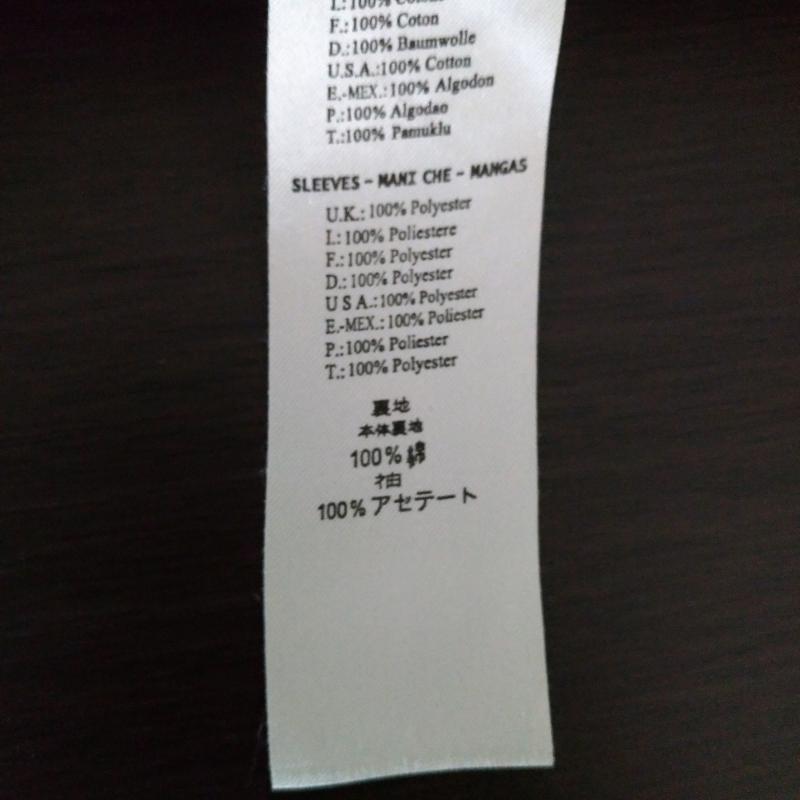 I.:100%
F.:100% Coton
D.:100% Baumwolle
U.S.A.:100% Cotton
E.-MEX.:100% Algodon
P.:100% Algodao
T.:100% Pamuklu
SLEEVES - MANI CHE - MANGAS
U.K.: 100% Polyester
I.: 100% Poliestere
F.: 100% Polyester
D.: 100% Polyester
U S A.:100% Polyester
E.-MEX.: 100% Poliester
P.: 100% Poliester
T.: 100% Polyester
裏地
本体裏地
100% 綿
袖
100% アセテート